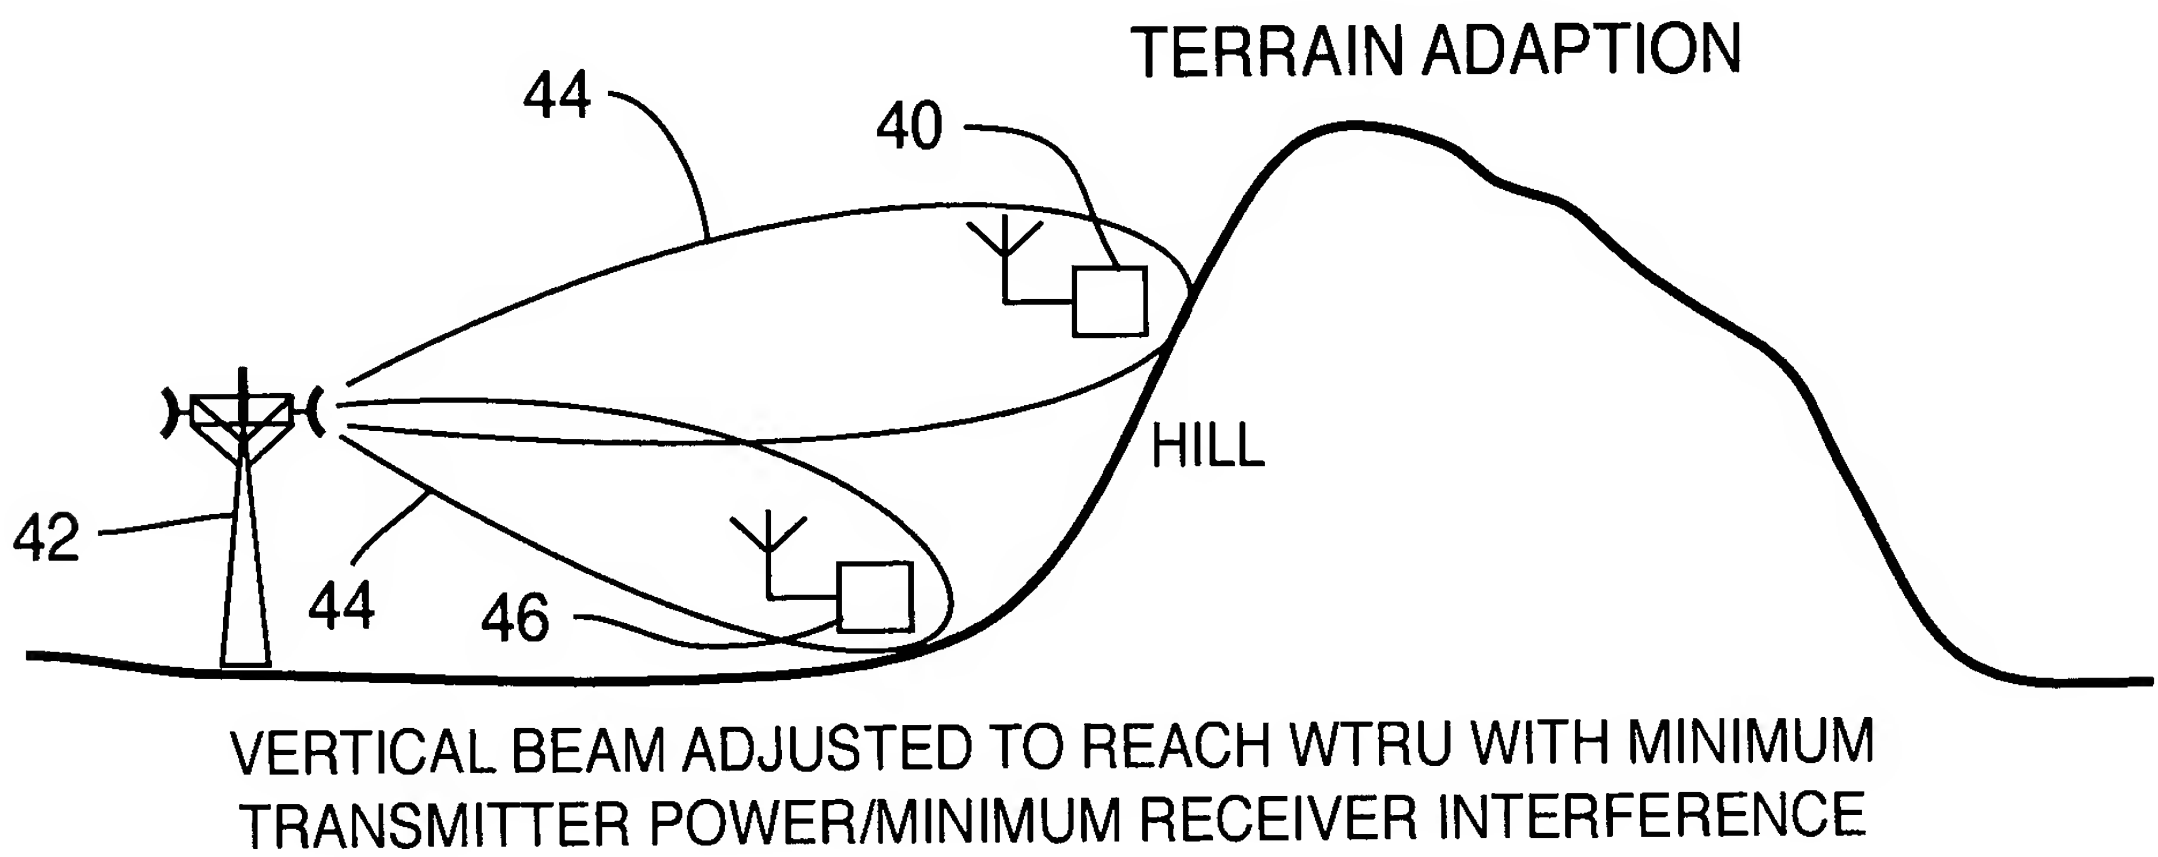 TERRAIN ADAPTION
44
40
HILL
42
44
46
VERTICAL BEAM ADJUSTED TO REACH WTRU WITH MINIMUM
TRANSMITTER POWER/MINIMUM RECEIVER INTERFERENCE